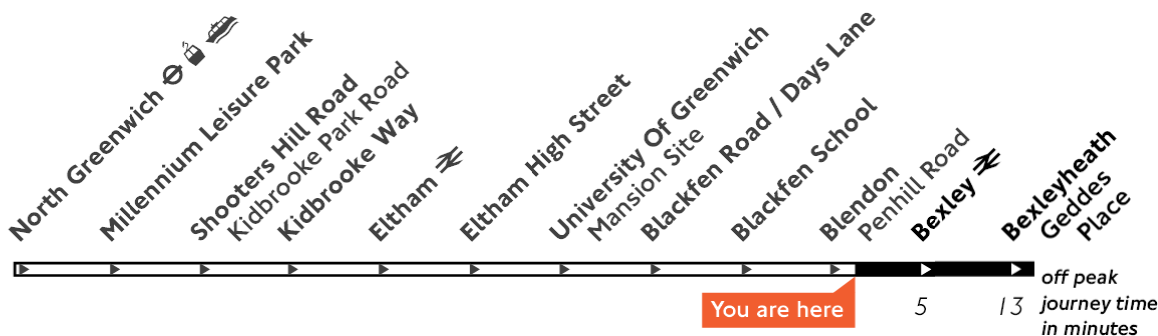 North Greenwich
Millennium Leisure Park
Shooters Hill Road
Kidbrooke Park Road
Kidbrooke Way
Eltham
Eltham High Street
University Of Greenwich
Mansion Site
Blackfen Road / Days Lane
Blackfen School
Blendon
Penhill Road
Bexley
Bexleyheath
Geddes
Place
You are here
5
13
off peak
journey time
in minutes